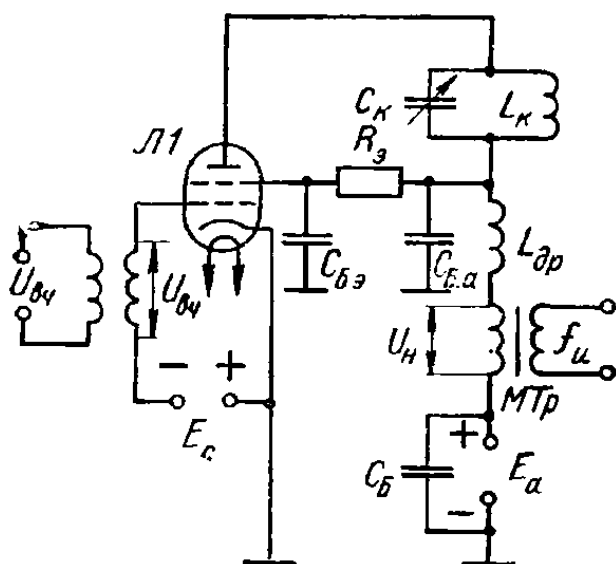 C_к
L_к
Л1
R_э
C_Бэ
C_Б.а
L_др
U_вч
U_вч
U_н
f_и
МТр
− +
E_с
+
C_Б
E_а
−